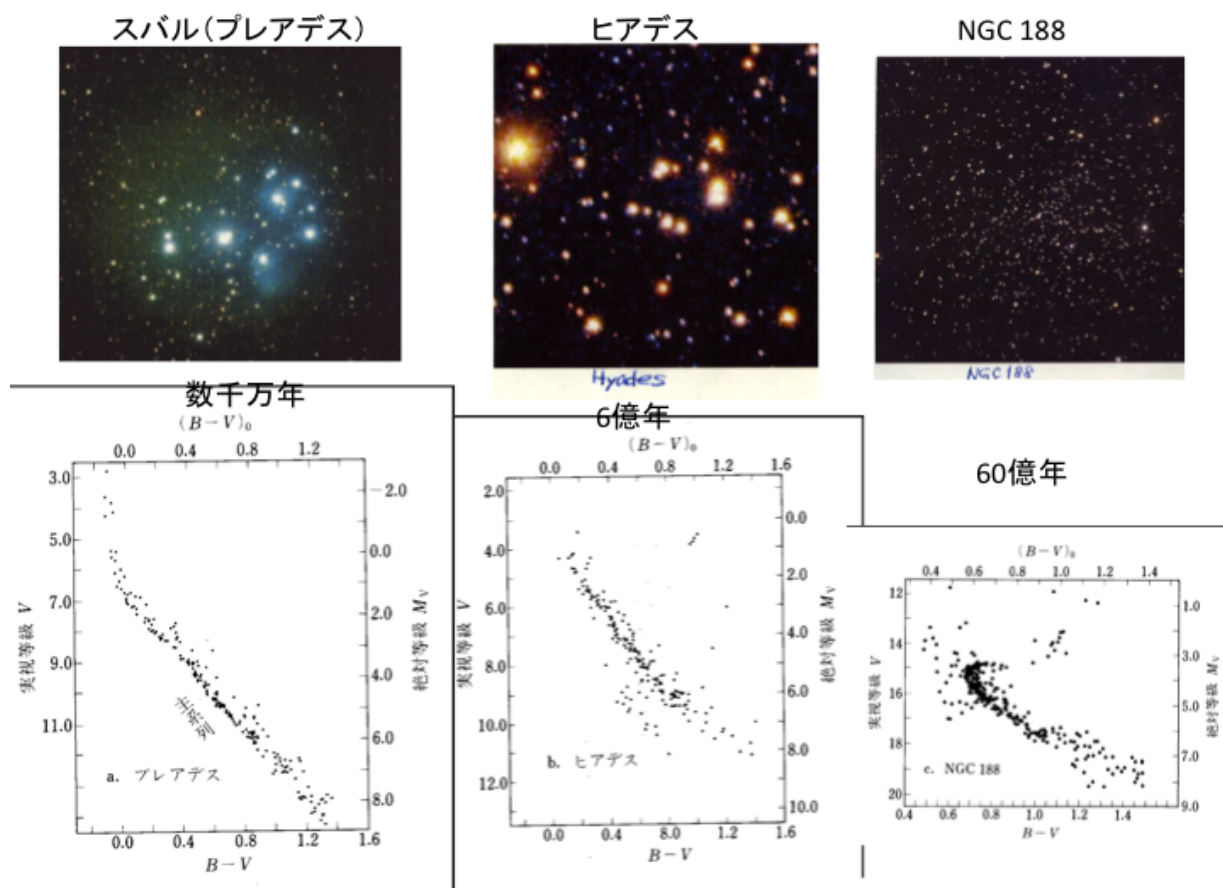 スバル(プレアデス)
ヒアデス
NGC 188
Hyades
NGC188
数千万年
(B－V)₀
0.0 0.4 0.8 1.2
3.0
5.0
7.0
9.0
11.0
実視等級 V
－2.0
0.0
2.0
4.0
6.0
8.0
絶対等級 Mv
主系列
a. プレアデス
0.0 0.4 0.8 1.2 1.6
B－V
6億年
(B－V)₀
0.0 0.4 0.8 1.2 1.6
2.0
4.0
6.0
8.0
10.0
12.0
実視等級 V
0.0
2.0
4.0
6.0
8.0
10.0
絶対等級 Mv
b. ヒアデス
0.0 0.4 8.0 1.2 1.6
B－V
60億年
(B－V)₀
0.4 0.6 0.8 1.0 1.2 1.4
12
14
16
18
20
実視等級 V
1.0
3.0
5.0
7.0
9.0
絶対等級 Mv
c. NGC 188
0.4 0.6 0.8 1.0 1.2 1.4
B－V